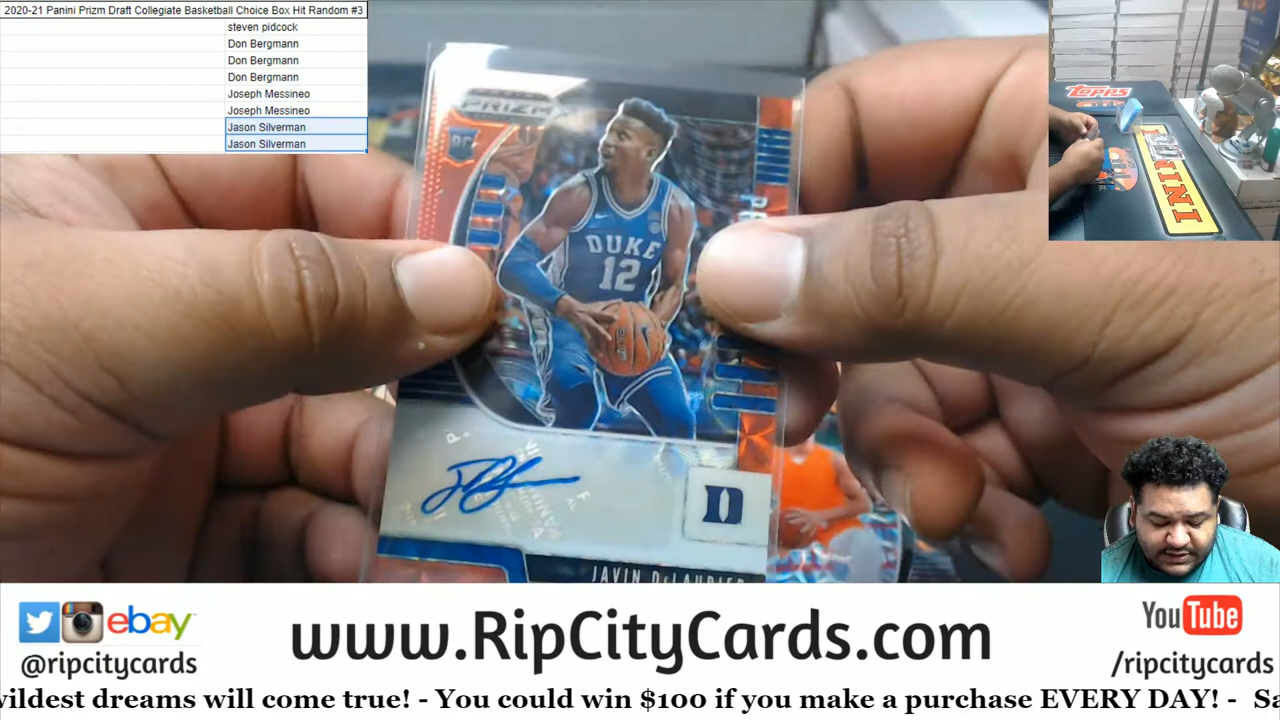 2020-21 Panini Prizm Draft Collegiate Basketball Choice Box Hit Random #3
steven pidcock
Don Bergmann
Don Bergmann
Don Bergmann
Joseph Messineo
Joseph Messineo
Jason Silverman
Jason Silverman
PRIZM
RC
DUKE
12
D
JAVIN DELAURIER
TOPPS
PANINI
ebay
@ripcitycards
www.RipCityCards.com
YouTube
/ripcitycards
wildest dreams will come true! - You could win $100 if you make a purchase EVERY DAY! - Sa